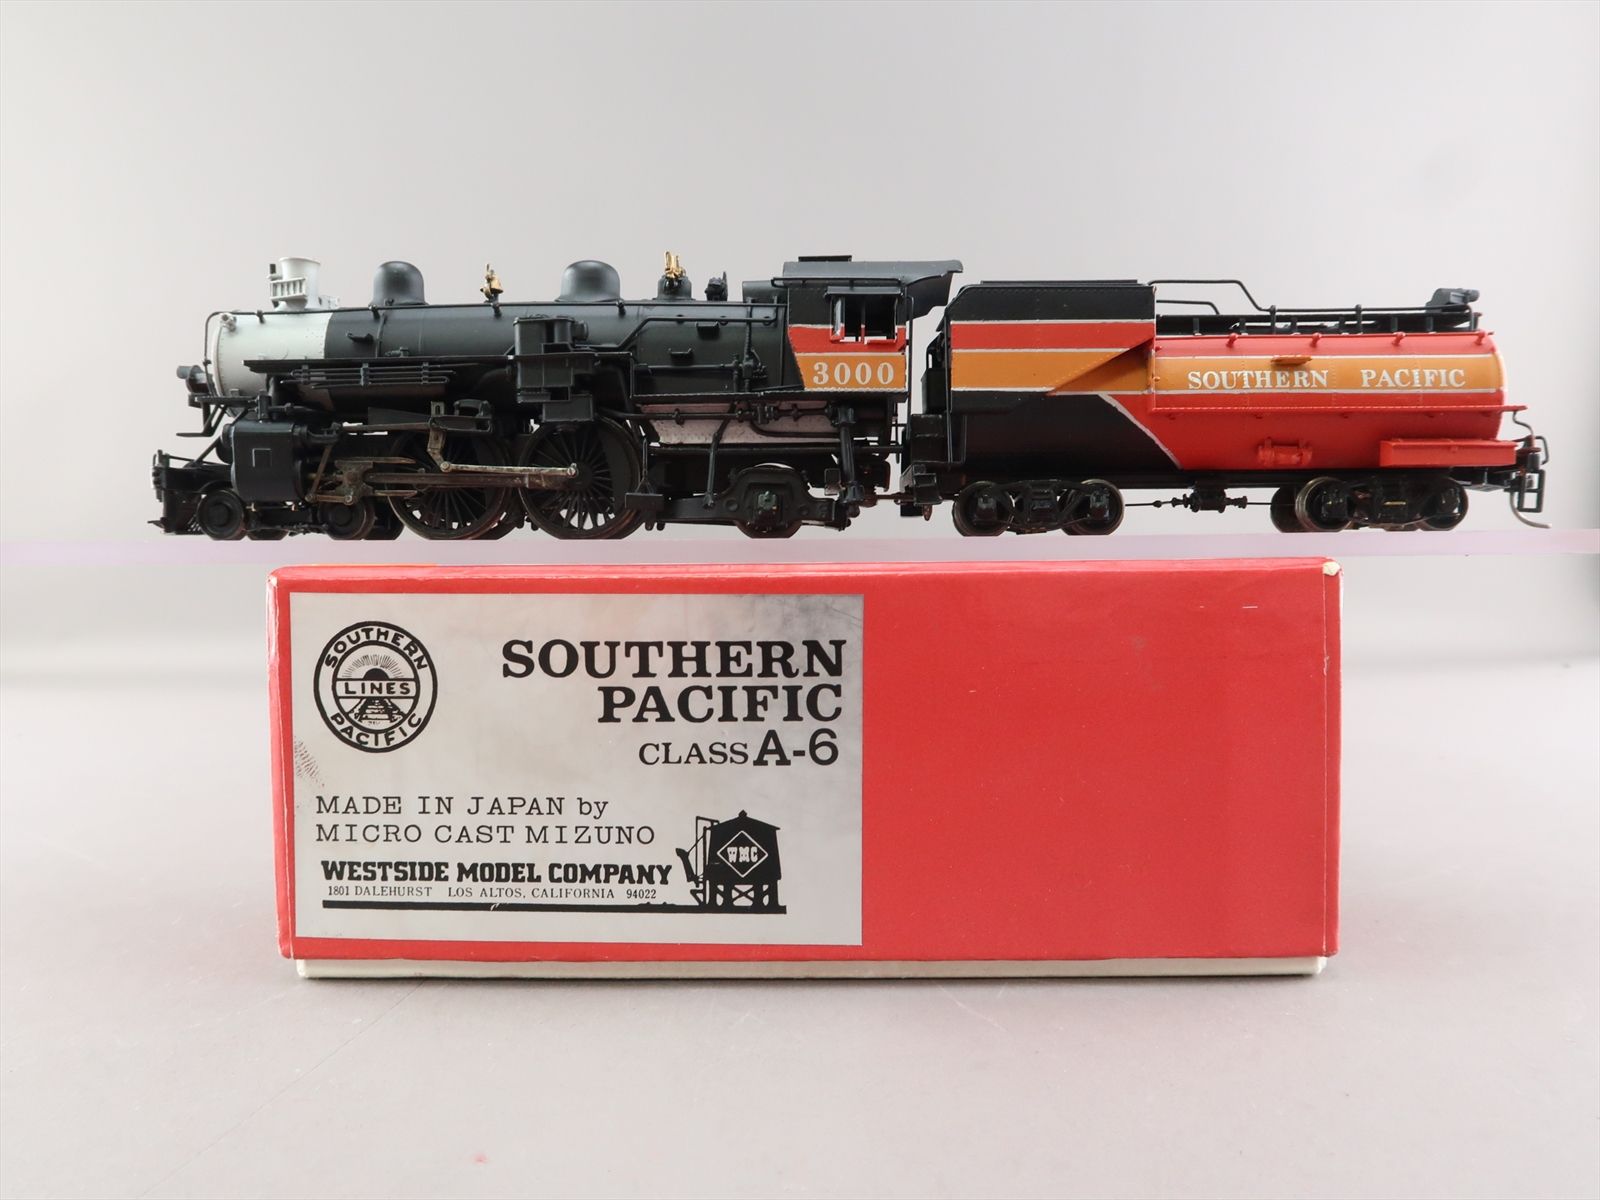 3000
SOUTHERN PACIFIC
SOUTHERN
LINES
PACIFIC
SOUTHERN
PACIFIC
CLASS A-6
MADE IN JAPAN by
MICRO CAST MIZUNO
WESTSIDE MODEL COMPANY
1801 DALEHURST LOS ALTOS, CALIFORNIA 94022
WMC